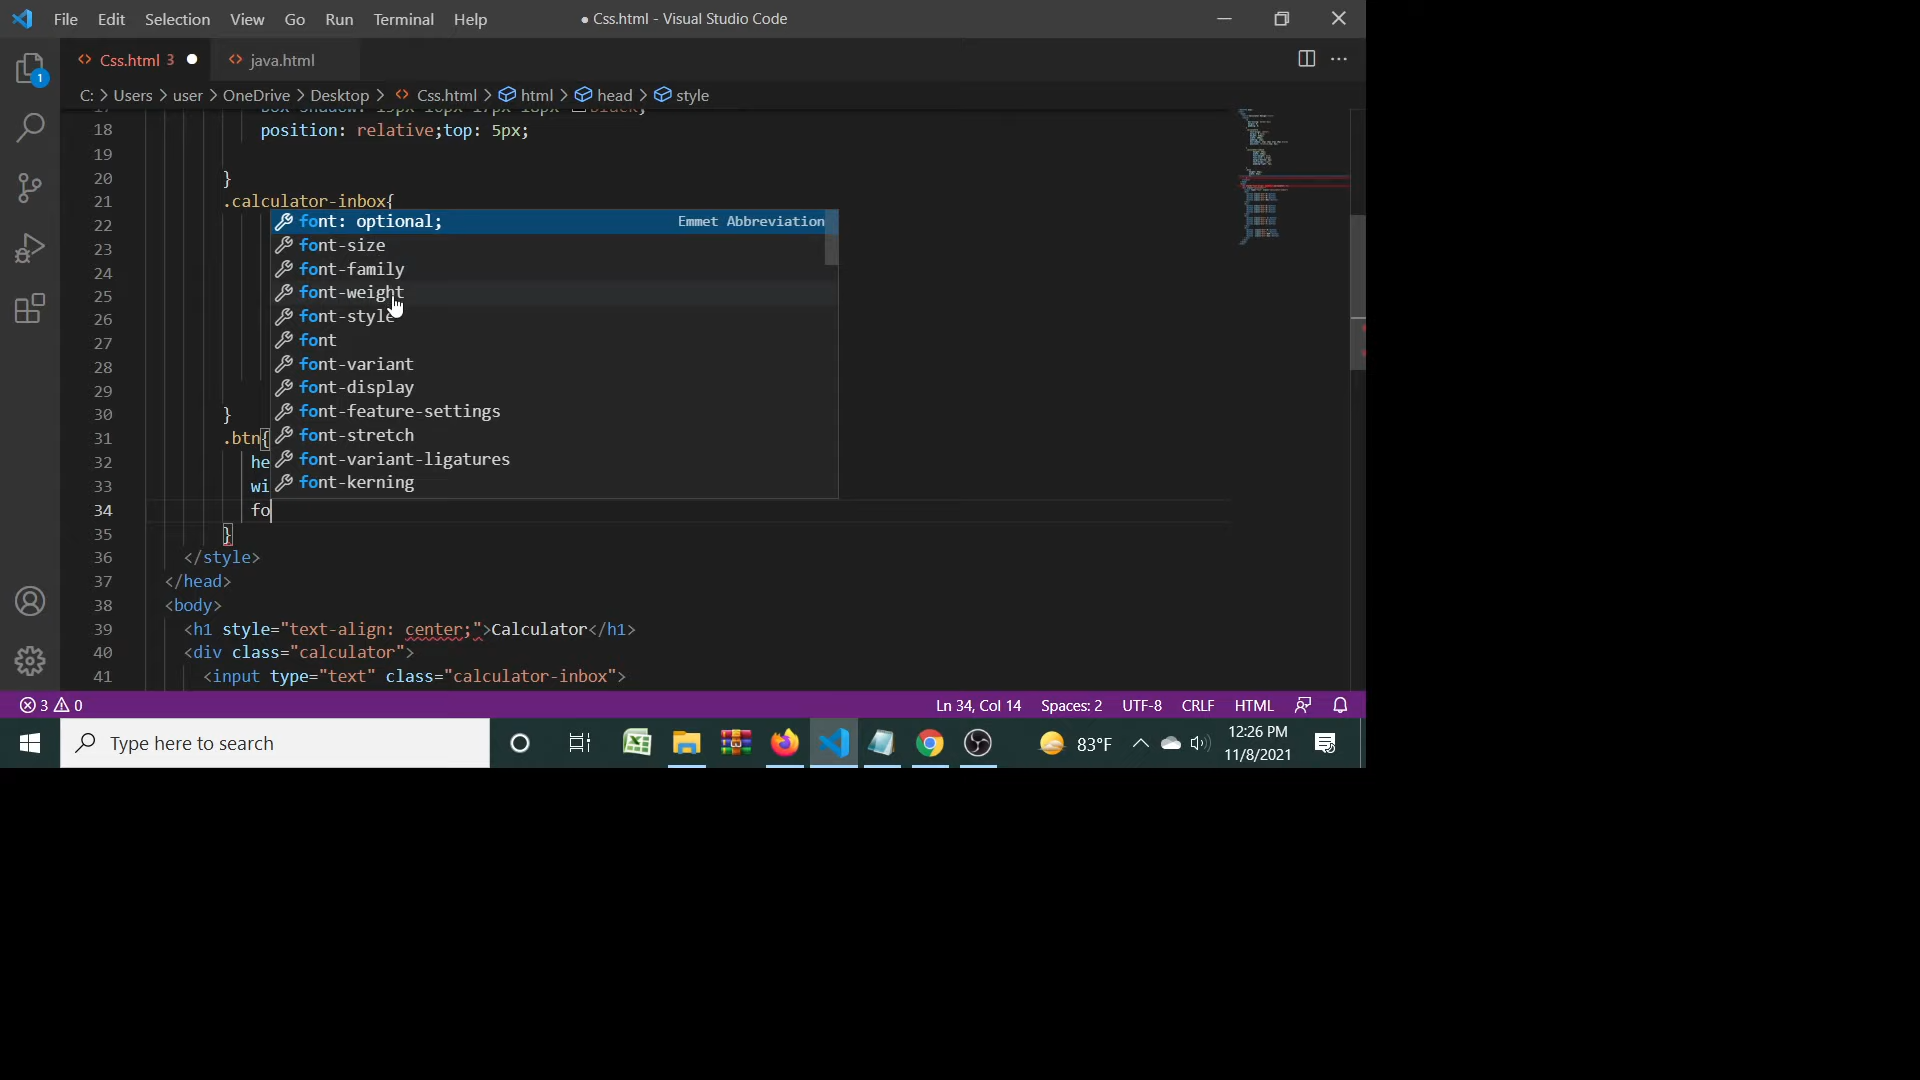 File Edit Selection View Go Run Terminal Help ● Css.html - Visual Studio Code
Css.html 3 ● java.html
1
C: > Users > user > OneDrive > Desktop > Css.html > html > head > style
18 position: relative;top: 5px;
19
20 }
21 .calculator-inbox{
22 font: optional; Emmet Abbreviation
23 font-size
24 font-family
25 font-weight
26 font-style
27 font
28 font-variant
29 font-display
30 } font-feature-settings
31 .btn{ font-stretch
32 he font-variant-ligatures
33 wi font-kerning
34 fo
35 }
36 </style>
37 </head>
38 <body>
39 <h1 style="text-align: center;">Calculator</h1>
40 <div class="calculator">
41 <input type="text" class="calculator-inbox">
3 0 Ln 34, Col 14 Spaces: 2 UTF-8 CRLF HTML
Type here to search 83°F 12:26 PM
11/8/2021